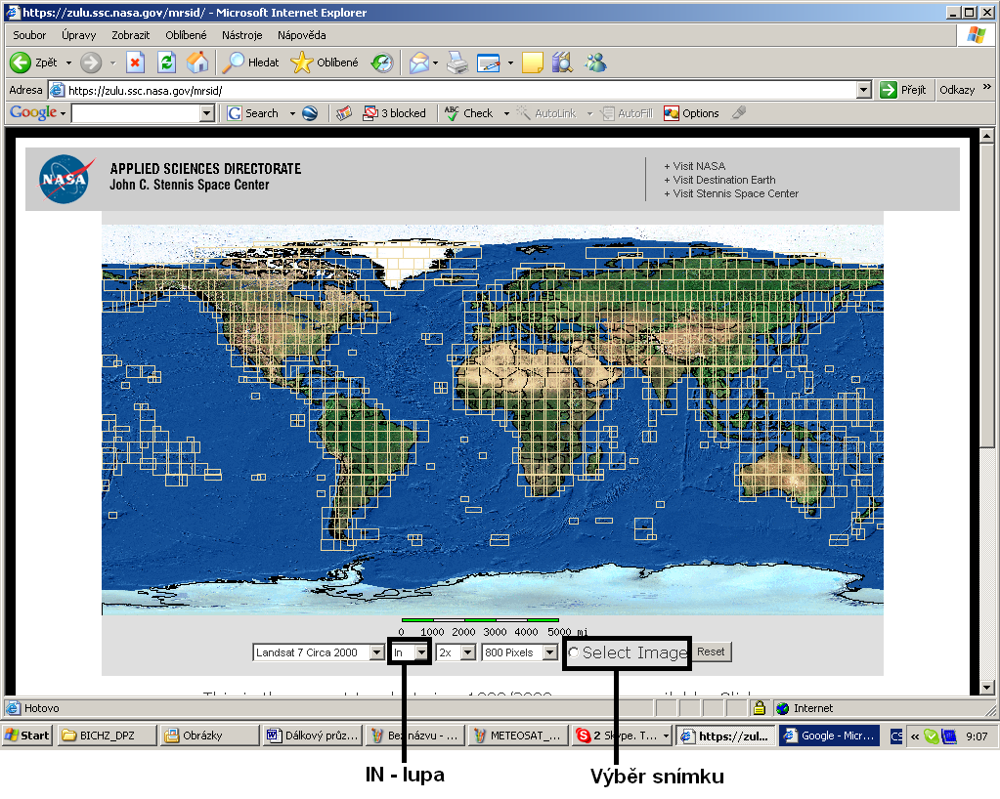 https://zulu.ssc.nasa.gov/mrsid/ - Microsoft Internet Explorer
Soubor Úpravy Zobrazit Oblíbené Nástroje Nápověda
Zpět Hledat Oblíbené
Adresa https://zulu.ssc.nasa.gov/mrsid/ Přejít Odkazy »
Google Search 3 blocked ABC Check AutoLink AutoFill Options
NASA
APPLIED SCIENCES DIRECTORATE
John C. Stennis Space Center
+ Visit NASA
+ Visit Destination Earth
+ Visit Stennis Space Center
0 1000 2000 3000 4000 5000 mi
Landsat 7 Circa 2000 In 2x 800 Pixels Select Image Reset
Hotovo Internet
Start BICHZ_DPZ Obrázky Dálkový průz... Bez názvu - ... METEOSAT_... 2 Skype. T... https://zul... Google - Micr... CS « 9:07
IN - lupa
Výběr snímku